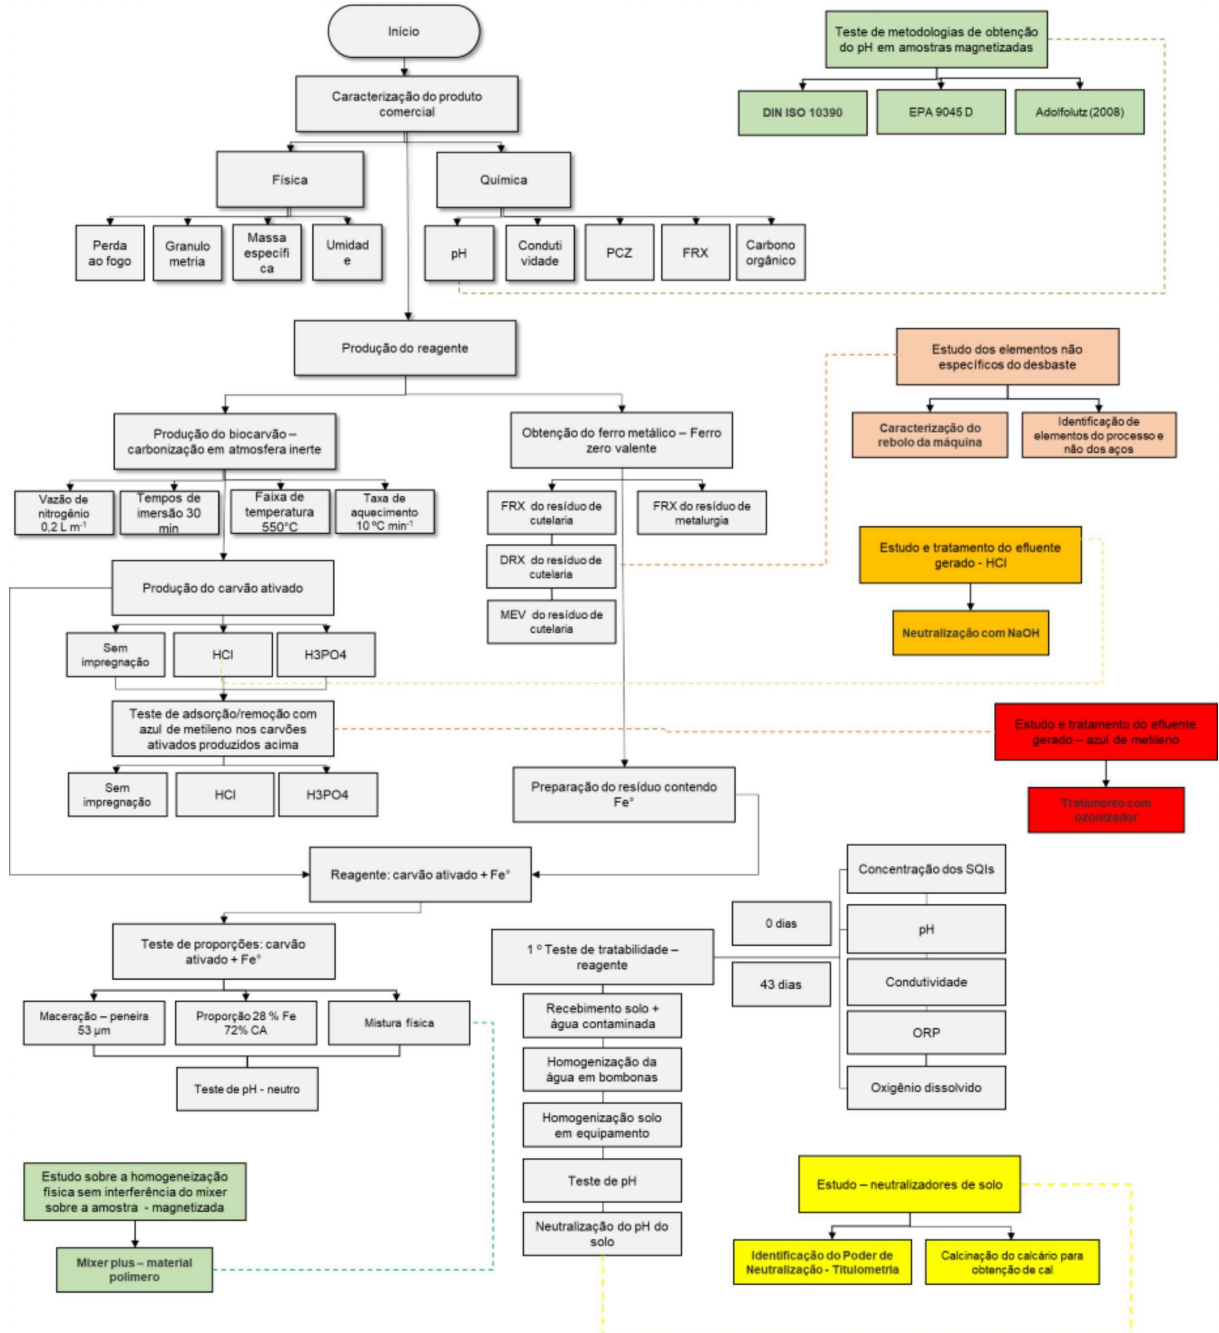 Início
Teste de metodologias de obtenção
do pH em amostras magnetizadas
DIN ISO 10390
EPA 9045 D
Adolfolutz (2008)
Caracterização do produto
comercial
Física
Química
Perda
ao fogo
Granulo
metria
Massa
específi
ca
Umidad
e
pH
Conduti
vidade
PCZ
FRX
Carbono
orgânico
Produção do reagente
Estudo dos elementos não
específicos do desbaste
Caracterização do
rebolo da máquina
Identificação de
elementos do processo e
não dos aços
Produção do biocarvão –
carbonização em atmosfera inerte
Obtenção do ferro metálico – Ferro
zero valente
Vazão de
nitrogênio
0,2 L m⁻¹
Tempos de
imersão 30
min
Faixa de
temperatura
550°C
Taxa de
aquecimento
10 ºC min⁻¹
FRX do resíduo de
cutelaria
FRX do resíduo de
metalurgia
DRX do resíduo de
cutelaria
MEV do resíduo de
cutelaria
Estudo e tratamento do efluente
gerado - HCl
Neutralização com NaOH
Produção do carvão ativado
Sem
impregnação
HCl
H3PO4
Teste de adsorção/remoção com
azul de metileno nos carvões
ativados produzidos acima
Sem
impregnação
HCl
H3PO4
Estudo e tratamento do efluente
gerado – azul de metileno
Tratamento com
ozonizador
Preparação do resíduo contendo
Fe°
Reagente: carvão ativado + Fe°
Teste de proporções: carvão
ativado + Fe°
Maceração – peneira
53 µm
Proporção 28 % Fe
72% CA
Mistura física
Teste de pH - neutro
1 º Teste de tratabilidade –
reagente
0 dias
43 dias
Concentração dos SQIs
pH
Condutividade
ORP
Oxigênio dissolvido
Recebimento solo +
água contaminada
Homogenização da
água em bombonas
Homogenização solo
em equipamento
Teste de pH
Neutralização do pH do
solo
Estudo sobre a homogeneização
física sem interferência do mixer
sobre a amostra - magnetizada
Mixer plus – material
polímero
Estudo – neutralizadores de solo
Identificação do Poder de
Neutralização - Titulometria
Calcinação do calcário para
obtenção de cal